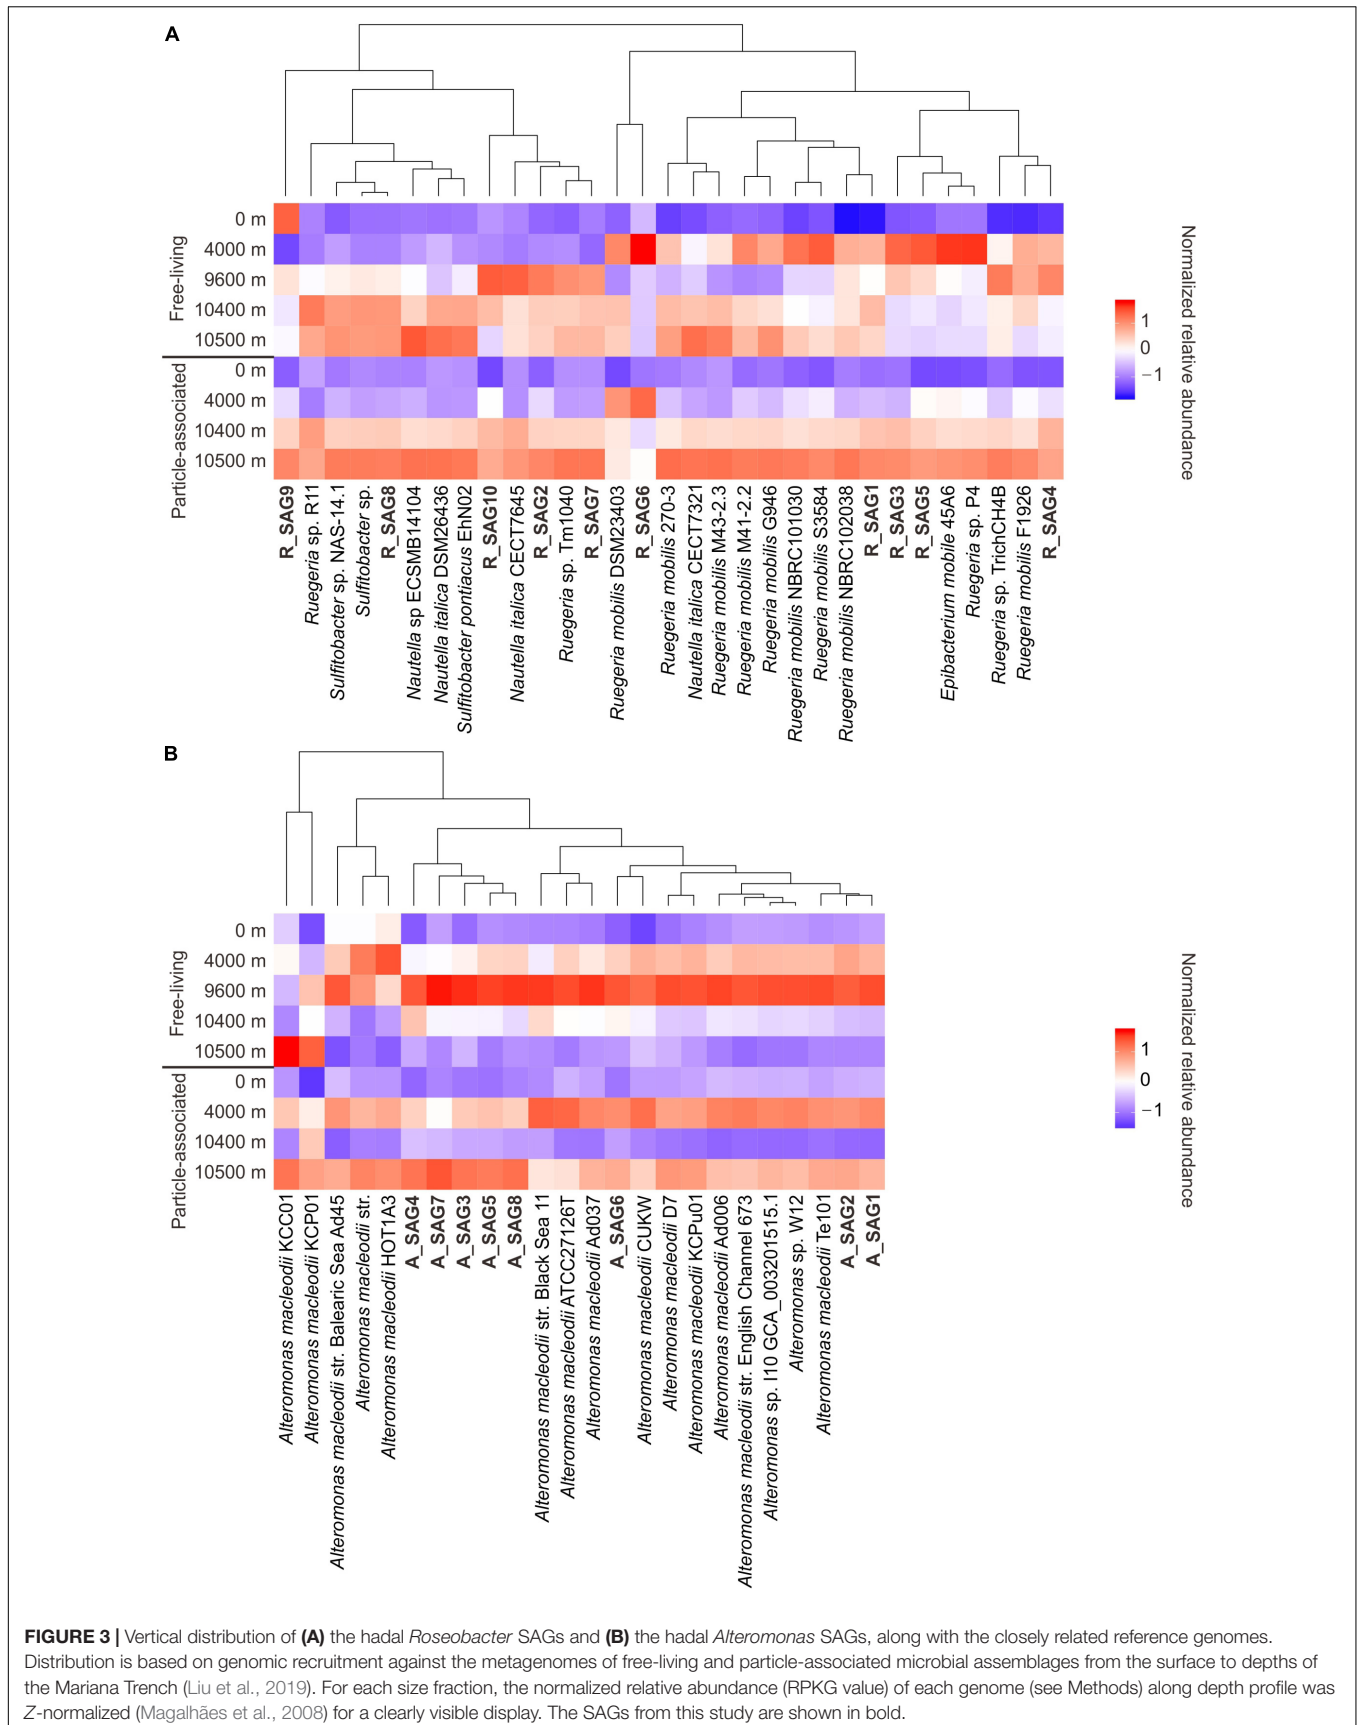 A
Free-living
0 m
4000 m
9600 m
10400 m
10500 m
Particle-associated
0 m
4000 m
10400 m
10500 m
R_SAG9
Ruegeria sp. R11
Sulfitobacter sp. NAS-14.1
Sulfitobacter sp.
R_SAG8
Nautella sp ECSMB14104
Nautella italica DSM26436
Sulfitobacter pontiacus EhN02
R_SAG10
Nautella italica CECT7645
R_SAG2
Ruegeria sp. Tm1040
R_SAG7
Ruegeria mobilis DSM23403
R_SAG6
Ruegeria mobilis 270-3
Nautella italica CECT7321
Ruegeria mobilis M43-2.3
Ruegeria mobilis M41-2.2
Ruegeria mobilis G946
Ruegeria mobilis NBRC101030
Ruegeria mobilis S3584
Ruegeria mobilis NBRC102038
R_SAG1
R_SAG3
R_SAG5
Epibacterium mobile 45A6
Ruegeria sp. P4
Ruegeria sp. TrichCH4B
Ruegeria mobilis F1926
R_SAG4
1
0
−1
Normalized relative abundance
B
Free-living
0 m
4000 m
9600 m
10400 m
10500 m
Particle-associated
0 m
4000 m
10400 m
10500 m
Alteromonas macleodii KCC01
Alteromonas macleodii KCP01
Alteromonas macleodii str. Balearic Sea Ad45
Alteromonas macleodii str.
Alteromonas macleodii HOT1A3
A_SAG4
A_SAG7
A_SAG3
A_SAG5
A_SAG8
Alteromonas macleodii str. Black Sea 11
Alteromonas macleodii ATCC27126T
Alteromonas macleodii Ad037
A_SAG6
Alteromonas macleodii CUKW
Alteromonas macleodii D7
Alteromonas macleodii KCPu01
Alteromonas macleodii Ad006
Alteromonas macleodii str. English Channel 673
Alteromonas sp. I10 GCA_003201515.1
Alteromonas sp. W12
Alteromonas macleodii Te101
A_SAG2
A_SAG1
1
0
−1
Normalized relative abundance
FIGURE 3 | Vertical distribution of (A) the hadal Roseobacter SAGs and (B) the hadal Alteromonas SAGs, along with the closely related reference genomes.
Distribution is based on genomic recruitment against the metagenomes of free-living and particle-associated microbial assemblages from the surface to depths of
the Mariana Trench (Liu et al., 2019). For each size fraction, the normalized relative abundance (RPKG value) of each genome (see Methods) along depth profile was
Z-normalized (Magalhães et al., 2008) for a clearly visible display. The SAGs from this study are shown in bold.